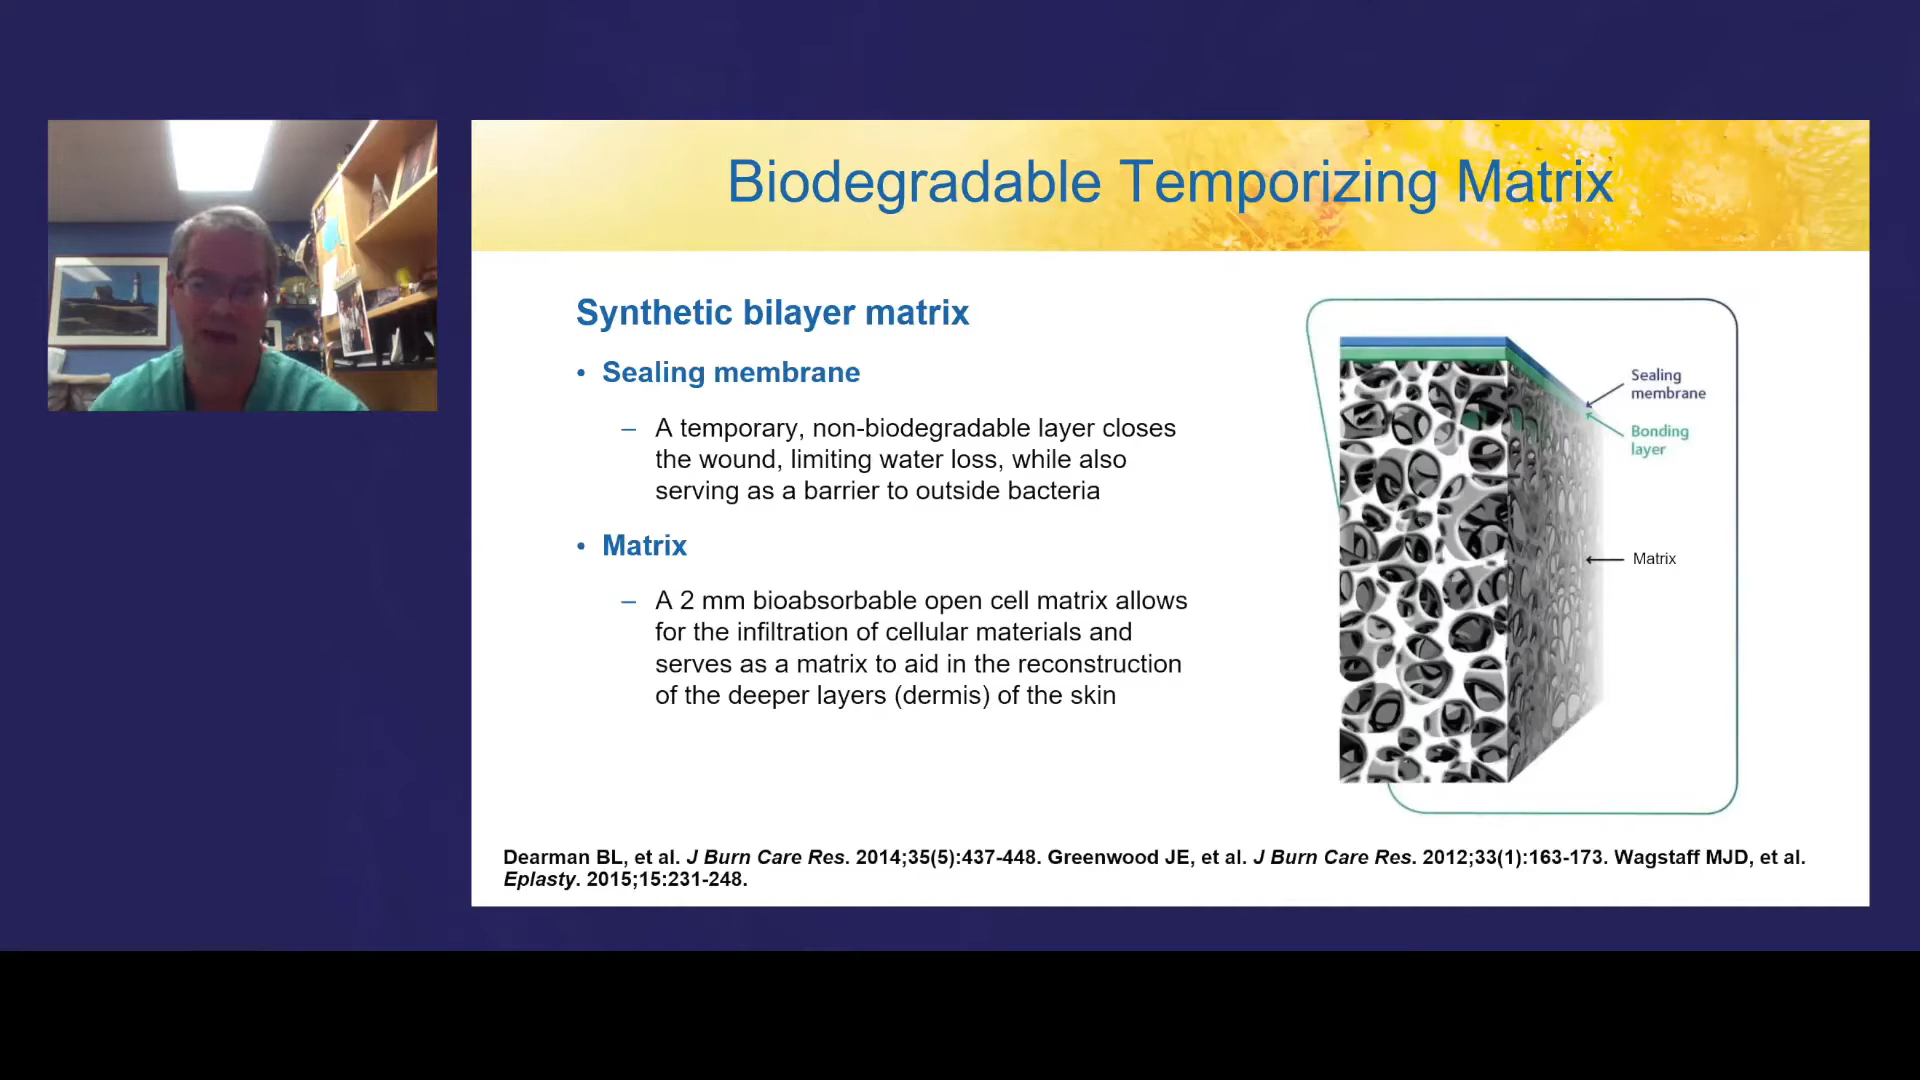 Biodegradable Temporizing Matrix
Synthetic bilayer matrix
• Sealing membrane
– A temporary, non-biodegradable layer closes
the wound, limiting water loss, while also
serving as a barrier to outside bacteria
• Matrix
– A 2 mm bioabsorbable open cell matrix allows
for the infiltration of cellular materials and
serves as a matrix to aid in the reconstruction
of the deeper layers (dermis) of the skin
Sealing
membrane
Bonding
layer
Matrix
Dearman BL, et al. J Burn Care Res. 2014;35(5):437-448. Greenwood JE, et al. J Burn Care Res. 2012;33(1):163-173. Wagstaff MJD, et al.
Eplasty. 2015;15:231-248.